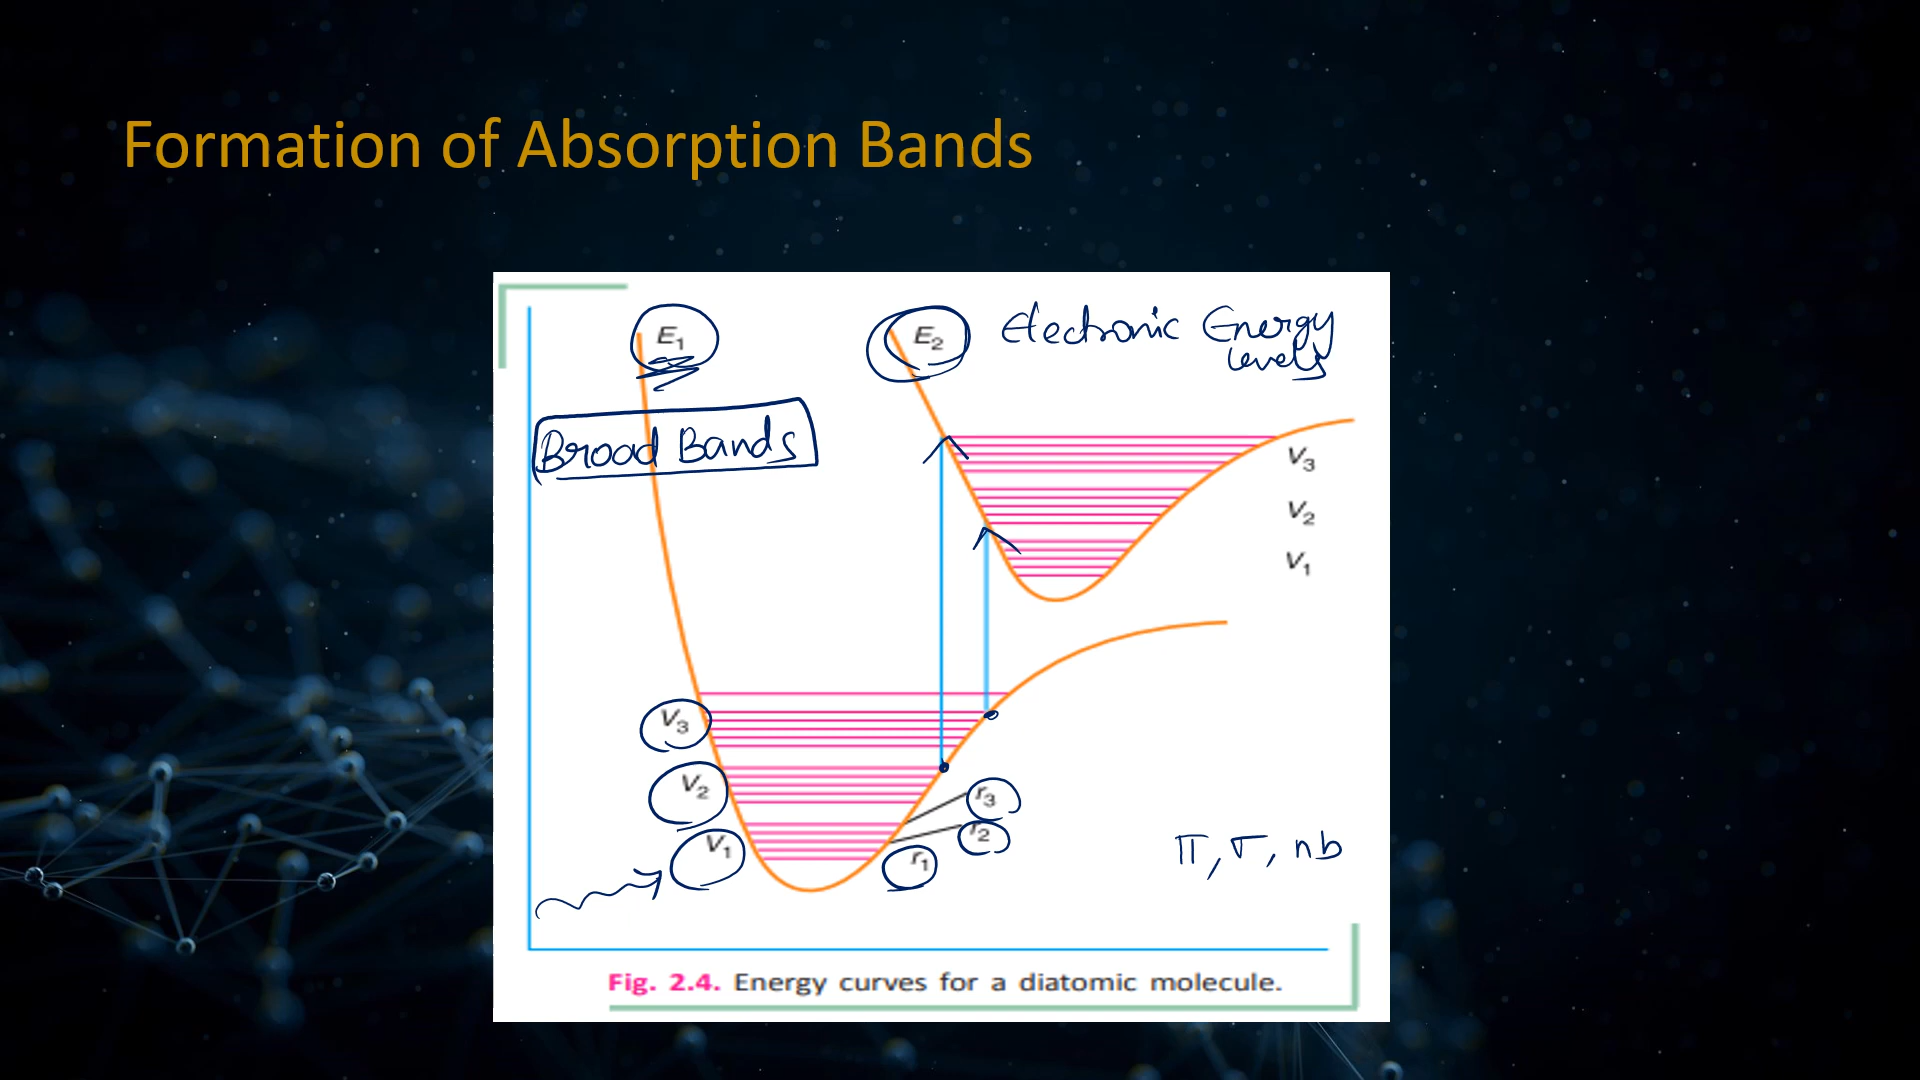 Formation of Absorption Bands
E₁
E₂
Electronic Energy
levels
Broad Bands
V₃
V₂
V₁
V₃
V₂
V₁
r₃
r₂
r₁
π, σ, nb
Fig. 2.4. Energy curves for a diatomic molecule.